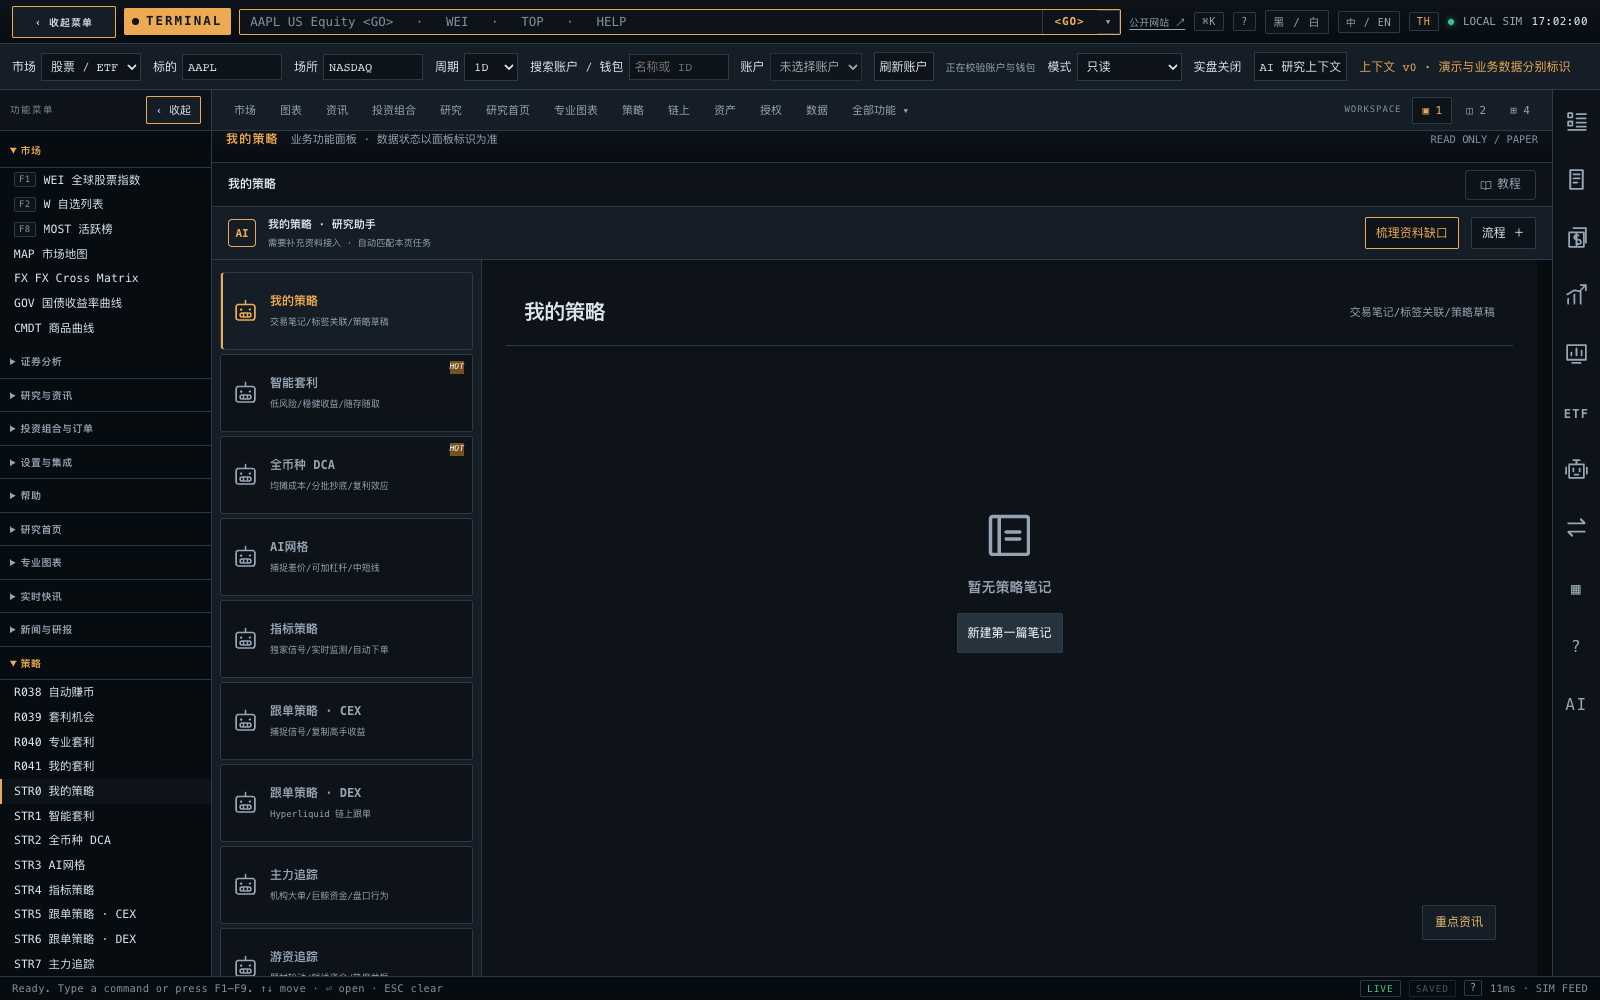 ‹ 收起菜单
TERMINAL
AAPL US Equity <GO> · WEI · TOP · HELP
<GO>
▾
公开网站 ↗
⌘K
?
黑 / 白
中 / EN
TH
LOCAL SIM
17:02:00
市场
股票 / ETF
标的
AAPL
场所
NASDAQ
周期
1D
搜索账户 / 钱包
名称或 ID
账户
未选择账户
刷新账户
正在校验账户与钱包
模式
只读
实盘关闭
AI 研究上下文
上下文 v0 · 演示与业务数据分别标识
功能菜单
‹ 收起
市场
图表
资讯
投资组合
研究
研究首页
专业图表
策略
链上
资产
授权
数据
全部功能 ▾
WORKSPACE
▣ 1
◫ 2
⊞ 4
▼ 市场
F1 WEI 全球股票指数
F2 W 自选列表
F8 MOST 活跃榜
MAP 市场地图
FX FX Cross Matrix
GOV 国债收益率曲线
CMDT 商品曲线
▶ 证券分析
▶ 研究与资讯
▶ 投资组合与订单
▶ 设置与集成
▶ 帮助
▶ 研究首页
▶ 专业图表
▶ 实时快讯
▶ 新闻与研报
▼ 策略
R038 自动赚币
R039 套利机会
R040 专业套利
R041 我的套利
STR0 我的策略
STR1 智能套利
STR2 全币种 DCA
STR3 AI网格
STR4 指标策略
STR5 跟单策略 · CEX
STR6 跟单策略 · DEX
STR7 主力追踪
我的策略
业务功能面板 · 数据状态以面板标识为准
READ ONLY / PAPER
我的策略
教程
AI
我的策略 · 研究助手
需要补充资料接入 · 自动匹配本页任务
梳理资料缺口
流程 ＋
我的策略
交易笔记/标签关联/策略草稿
智能套利
HOT
低风险/稳健收益/随存随取
全币种 DCA
HOT
均摊成本/分批抄底/复利效应
AI网格
捕捉差价/可加杠杆/中短线
指标策略
独家信号/实时监测/自动下单
跟单策略 · CEX
捕捉信号/复制高手收益
跟单策略 · DEX
Hyperliquid 链上跟单
主力追踪
机构大单/巨鲸资金/盘口行为
游资追踪
我的策略
交易笔记/标签关联/策略草稿
暂无策略笔记
新建第一篇笔记
重点资讯
ETF
?
AI
Ready. Type a command or press F1–F9. ↑↓ move · ⏎ open · ESC clear
LIVE
SAVED
?
11ms · SIM FEED